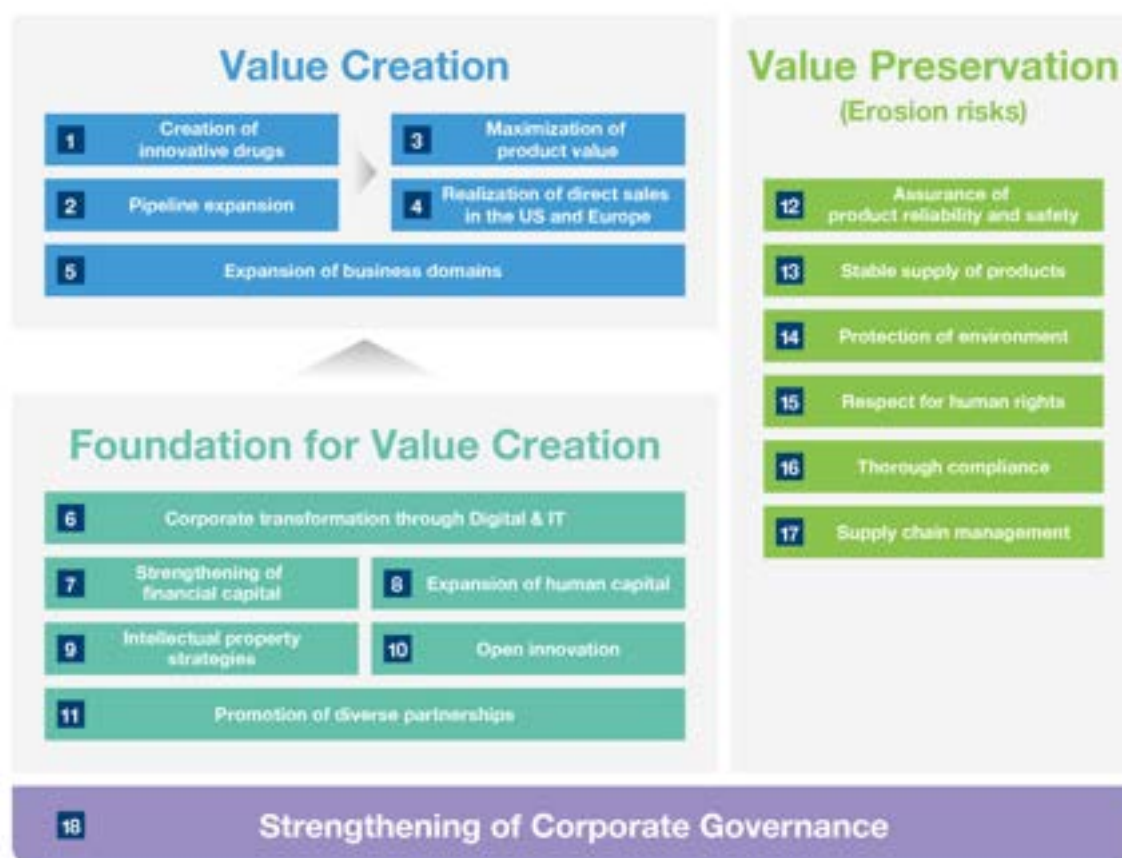 Value Creation
1
Creation of
innovative drugs
2
Pipeline expansion
3
Maximization of
product value
4
Realization of direct sales
in the US and Europe
5
Expansion of business domains
Foundation for Value Creation
6
Corporate transformation through Digital & IT
7
Strengthening of
financial capital
8
Expansion of human capital
9
Intellectual property
strategies
10
Open innovation
11
Promotion of diverse partnerships
Value Preservation
(Erosion risks)
12
Assurance of
product reliability and safety
13
Stable supply of products
14
Protection of environment
15
Respect for human rights
16
Thorough compliance
17
Supply chain management
18
Strengthening of Corporate Governance